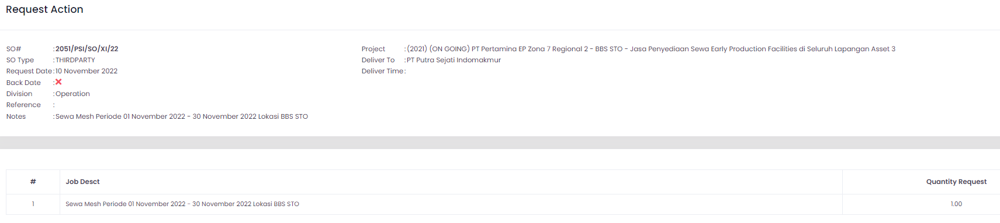 Request Action
SO# : 2051/PSI/SO/XI/22
SO Type : THIRDPARTY
Request Date : 10 November 2022
Back Date : ❌
Division : Operation
Reference :
Notes : Sewa Mesh Periode 01 November 2022 - 30 November 2022 Lokasi BBS STO
Project : (2021) (ON GOING) PT Pertamina EP Zona 7 Regional 2 - BBS STO - Jasa Penyediaan Sewa Early Production Facilities di Seluruh Lapangan Asset 3
Deliver To : PT Putra Sejati Indomakmur
Deliver Time :
# Job Desct Quantity Request
1 Sewa Mesh Periode 01 November 2022 - 30 November 2022 Lokasi BBS STO 1.00